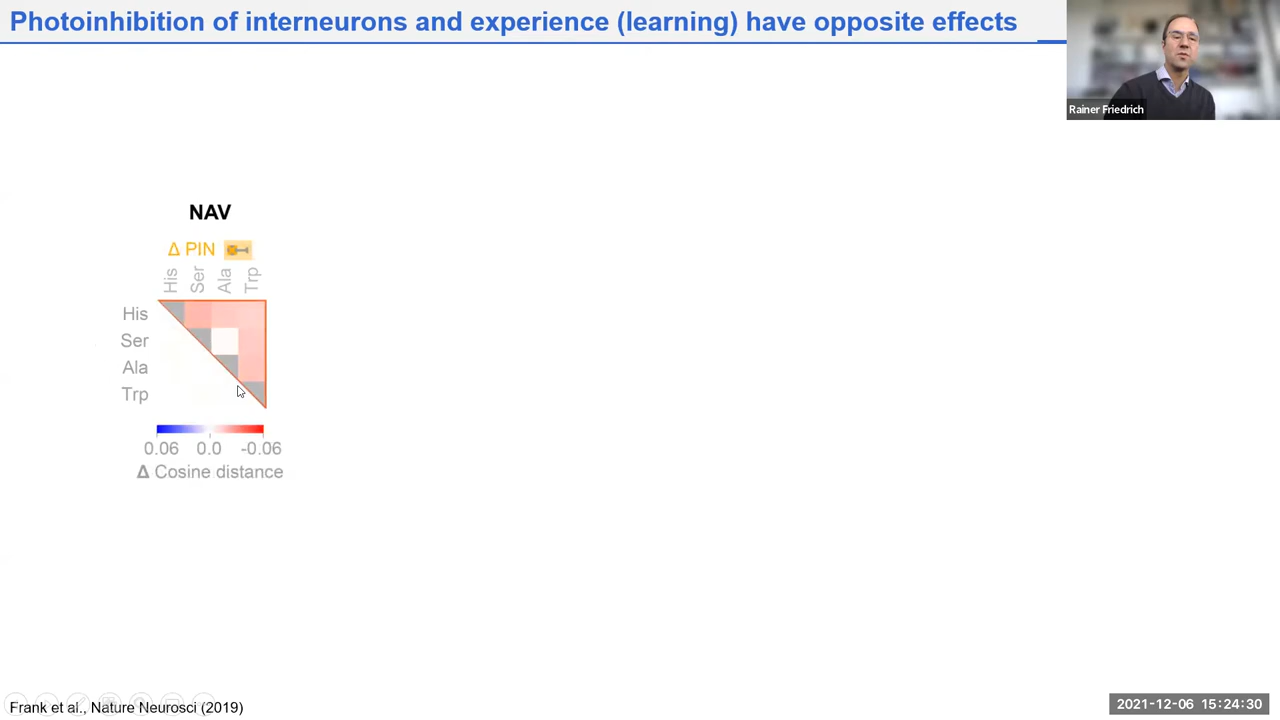 Photoinhibition of interneurons and experience (learning) have opposite effects
Rainer Friedrich
NAV
Δ PIN
His Ser Ala Trp
His
Ser
Ala
Trp
0.06 0.0 -0.06
Δ Cosine distance
Frank et al., Nature Neurosci (2019)
2021-12-06 15:24:30